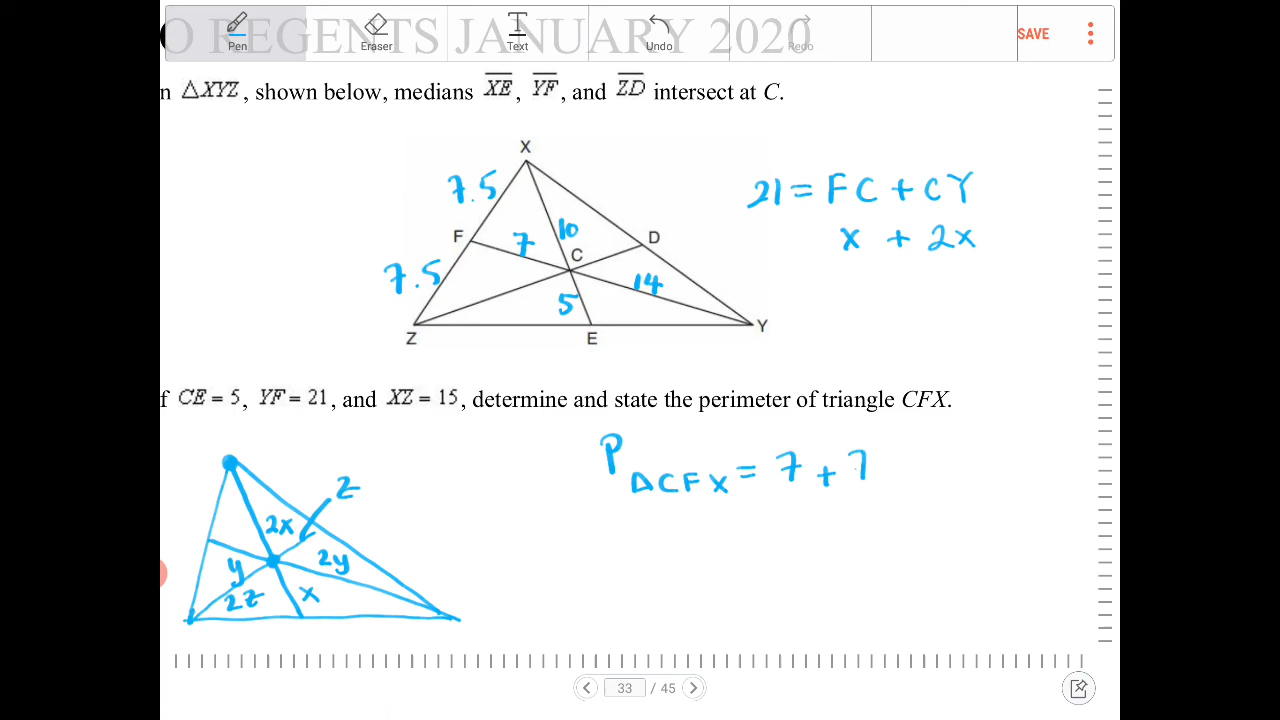 O REGENTS JANUARY 2020
Pen
Eraser
Text
Undo
Redo
SAVE
n △XYZ, shown below, medians XE, YF, and ZD intersect at C.
X
7.5
21 = FC + CY
F
7
10
D
x + 2x
C
7.5
5
14
Z
E
Y
f CE = 5, YF = 21, and XZ = 15, determine and state the perimeter of triangle CFX.
P △CFX = 7 + 7
z
2x
y
2y
2z
x
33 / 45